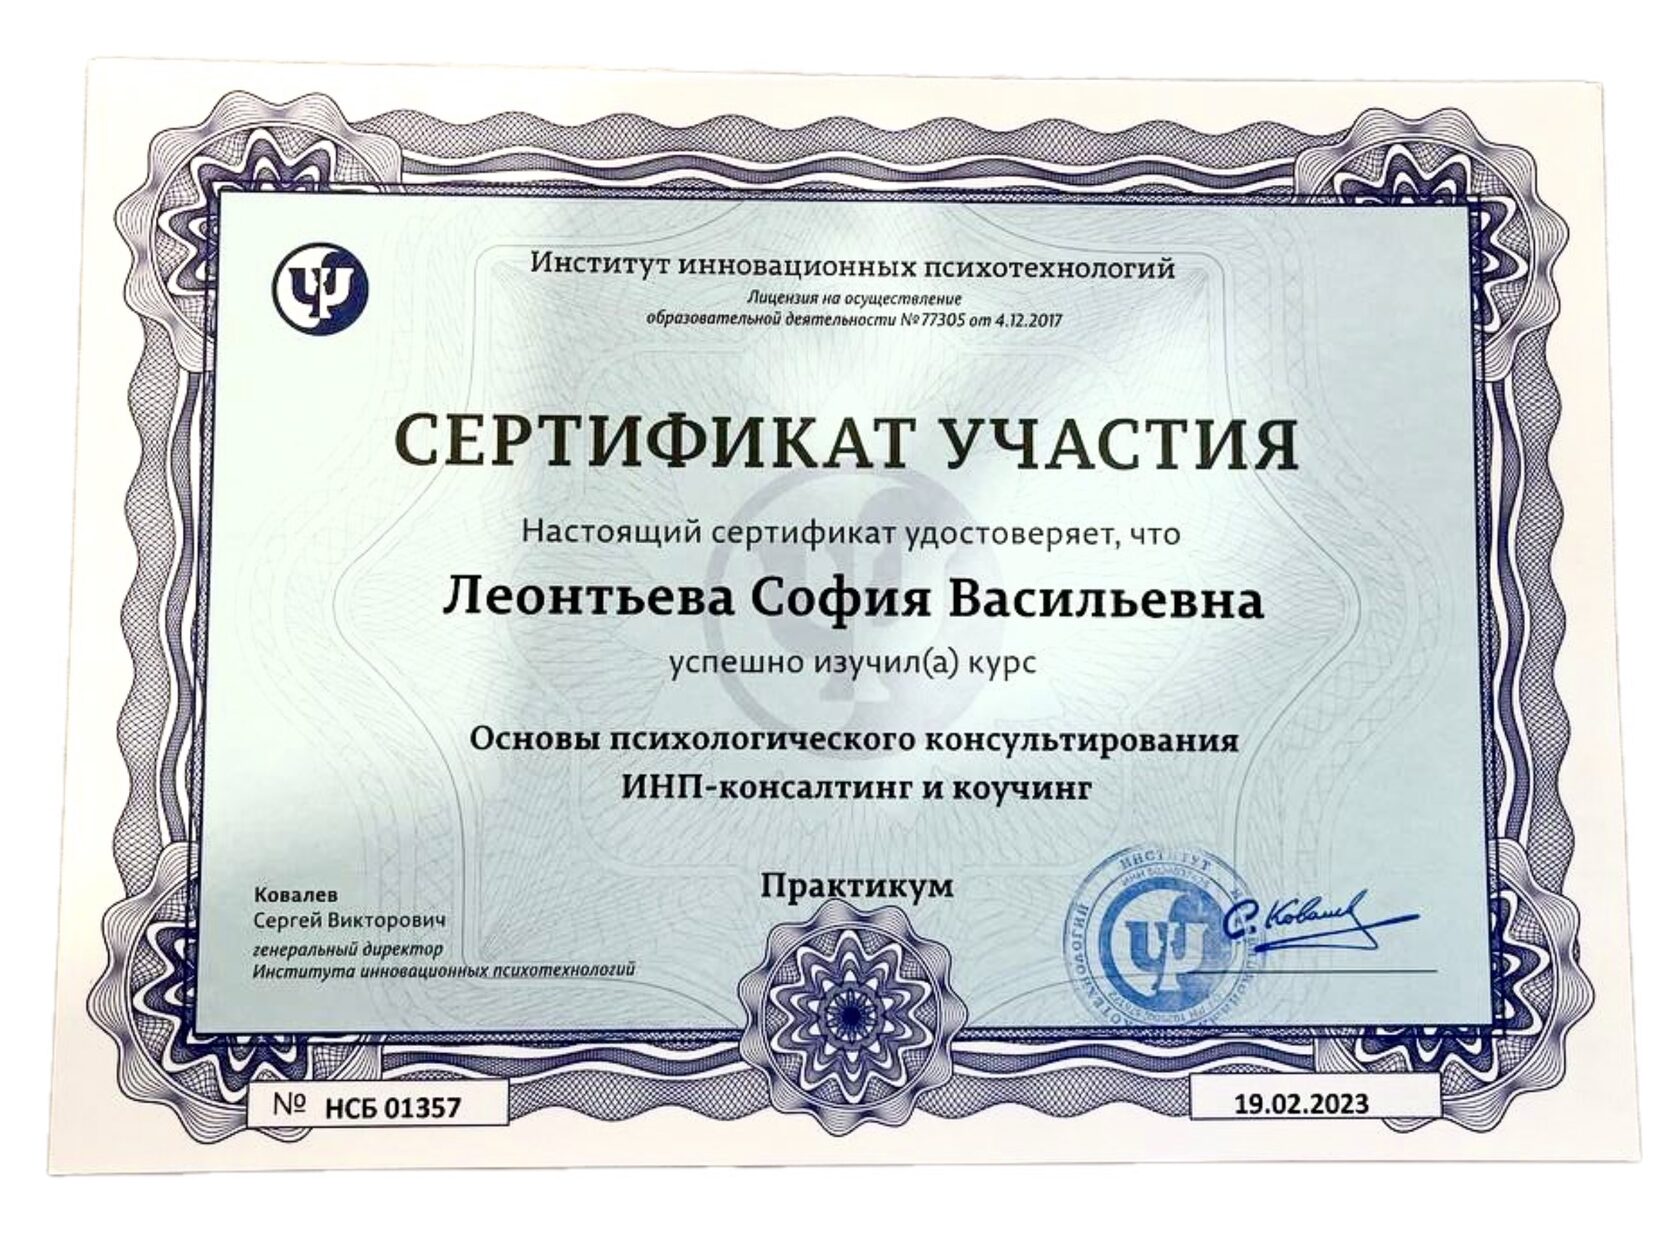 Институт инновационных психотехнологий
Лицензия на осуществление
образовательной деятельности №77305 от 4.12.2017
СЕРТИФИКАТ УЧАСТИЯ
Настоящий сертификат удостоверяет, что
Леонтьева София Васильевна
успешно изучил(а) курс
Основы психологического консультирования
ИНП-консалтинг и коучинг
Практикум
Ковалев
Сергей Викторович
генеральный директор
Института инновационных психотехнологий
ИНСТИТУТ
С. Ковалев
№ НСБ 01357
19.02.2023